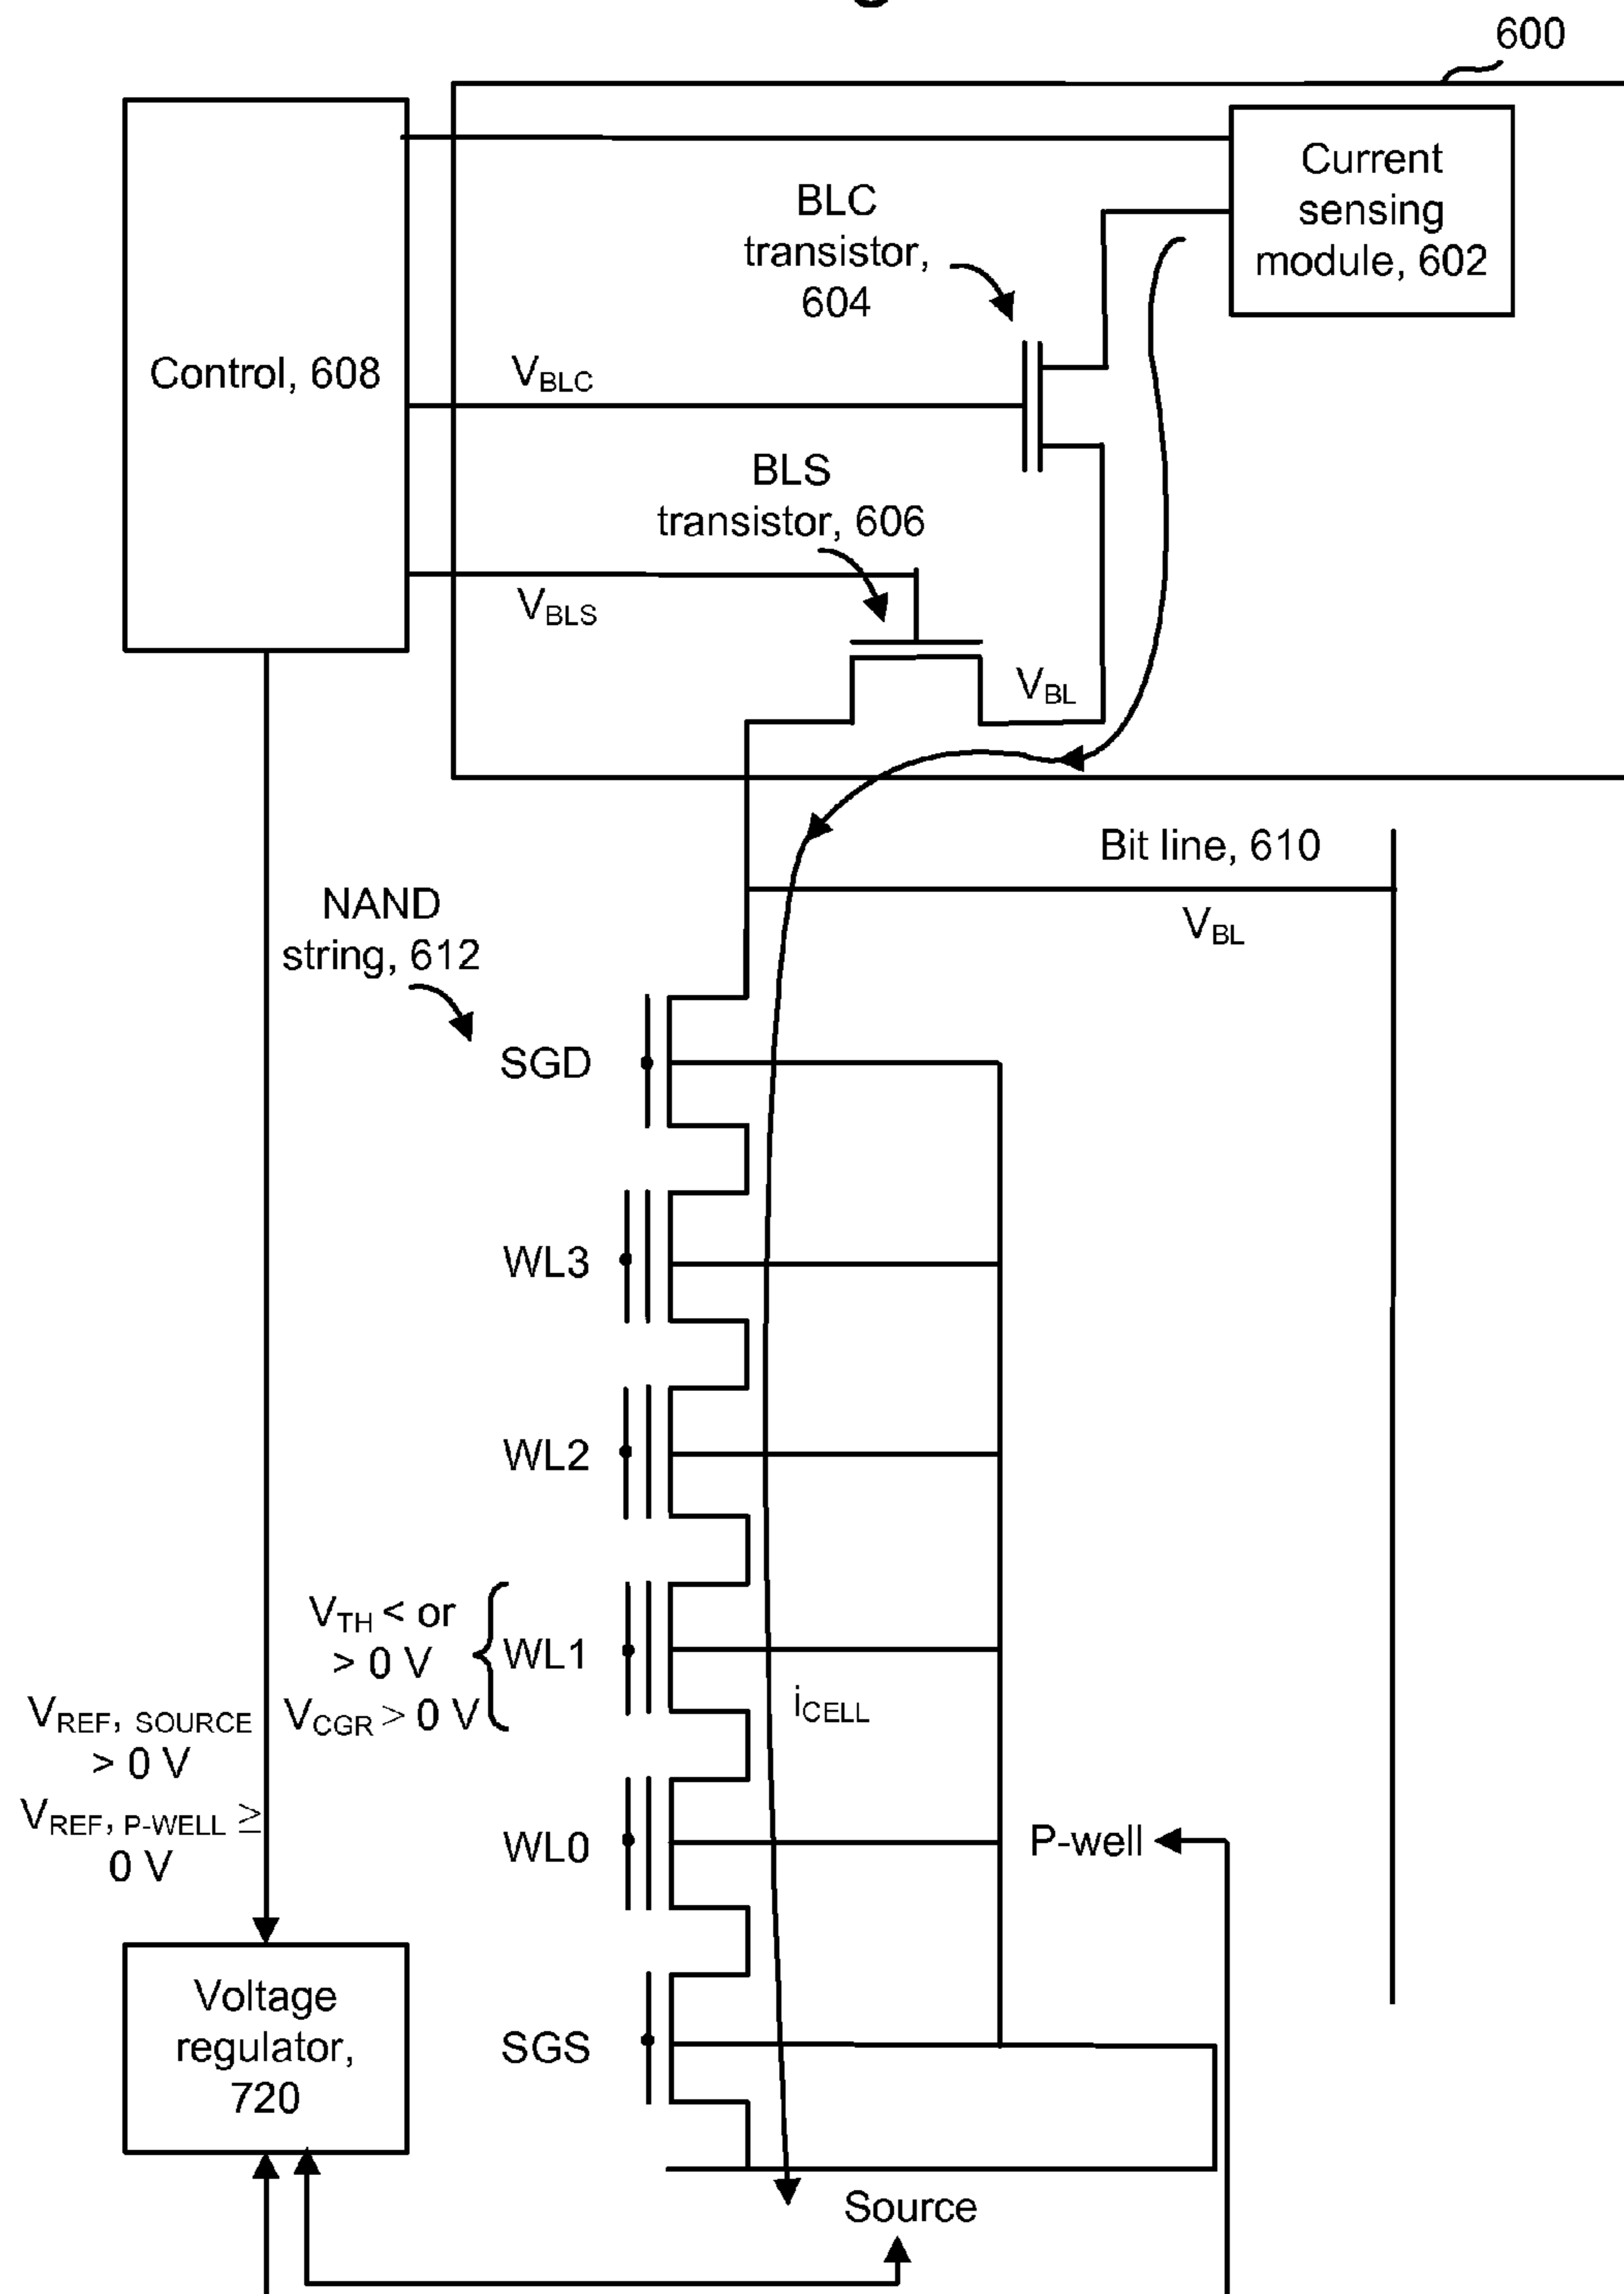 600
Current
sensing
module, 602
BLC
transistor,
604
Control, 608
VBLC
BLS
transistor, 606
VBLS
VBL
Bit line, 610
VBL
NAND
string, 612
SGD
WL3
WL2
VTH < or
> 0 V
VCGR > 0 V
WL1
iCELL
VREF, SOURCE
> 0 V
VREF, P-WELL ≥
0 V
WL0
P-well
Voltage
regulator,
720
SGS
Source